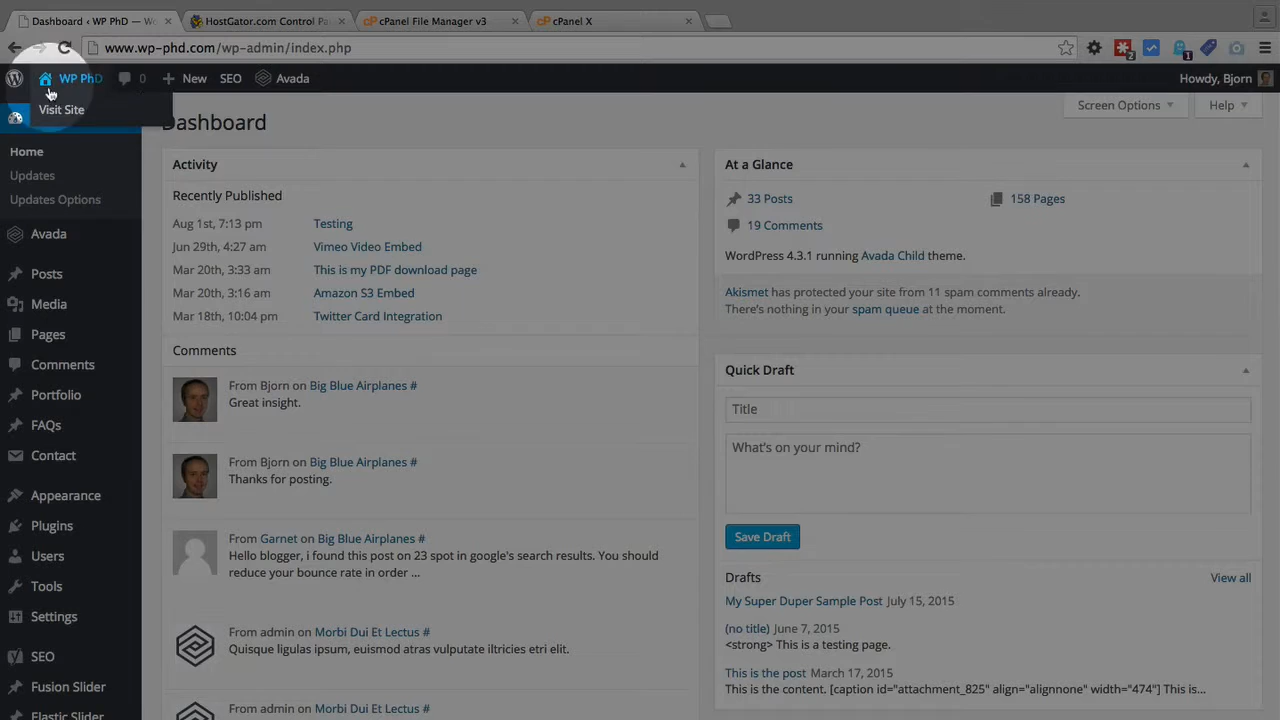 Dashboard ‹ WP PhD — Wo
HostGator.com Control Pa
cPanel File Manager v3
cPanel X
www.wp-phd.com/wp-admin/index.php
2
1
WP PhD
0
New
SEO
Avada
Howdy, Bjorn
Visit Site
Screen Options
Help
Dashboard
Home
Updates
Updates Options
Avada
Posts
Media
Pages
Comments
Portfolio
FAQs
Contact
Appearance
Plugins
Users
Tools
Settings
SEO
Fusion Slider
Elastic Slider
Activity
Recently Published
Aug 1st, 7:13 pm Testing
Jun 29th, 4:27 am Vimeo Video Embed
Mar 20th, 3:33 am This is my PDF download page
Mar 20th, 3:16 am Amazon S3 Embed
Mar 18th, 10:04 pm Twitter Card Integration
Comments
From Bjorn on Big Blue Airplanes #
Great insight.
From Bjorn on Big Blue Airplanes #
Thanks for posting.
From Garnet on Big Blue Airplanes #
Hello blogger, i found this post on 23 spot in google's search results. You should
reduce your bounce rate in order ...
From admin on Morbi Dui Et Lectus #
Quisque ligulas ipsum, euismod atras vulputate iltricies etri elit.
From admin on Morbi Dui Et Lectus #
At a Glance
33 Posts
158 Pages
19 Comments
WordPress 4.3.1 running Avada Child theme.
Akismet has protected your site from 11 spam comments already.
There's nothing in your spam queue at the moment.
Quick Draft
Title
What's on your mind?
Save Draft
Drafts
View all
My Super Duper Sample Post July 15, 2015
(no title) June 7, 2015
<strong> This is a testing page.
This is the post March 17, 2015
This is the content. [caption id="attachment_825" align="alignnone" width="474"] This is...